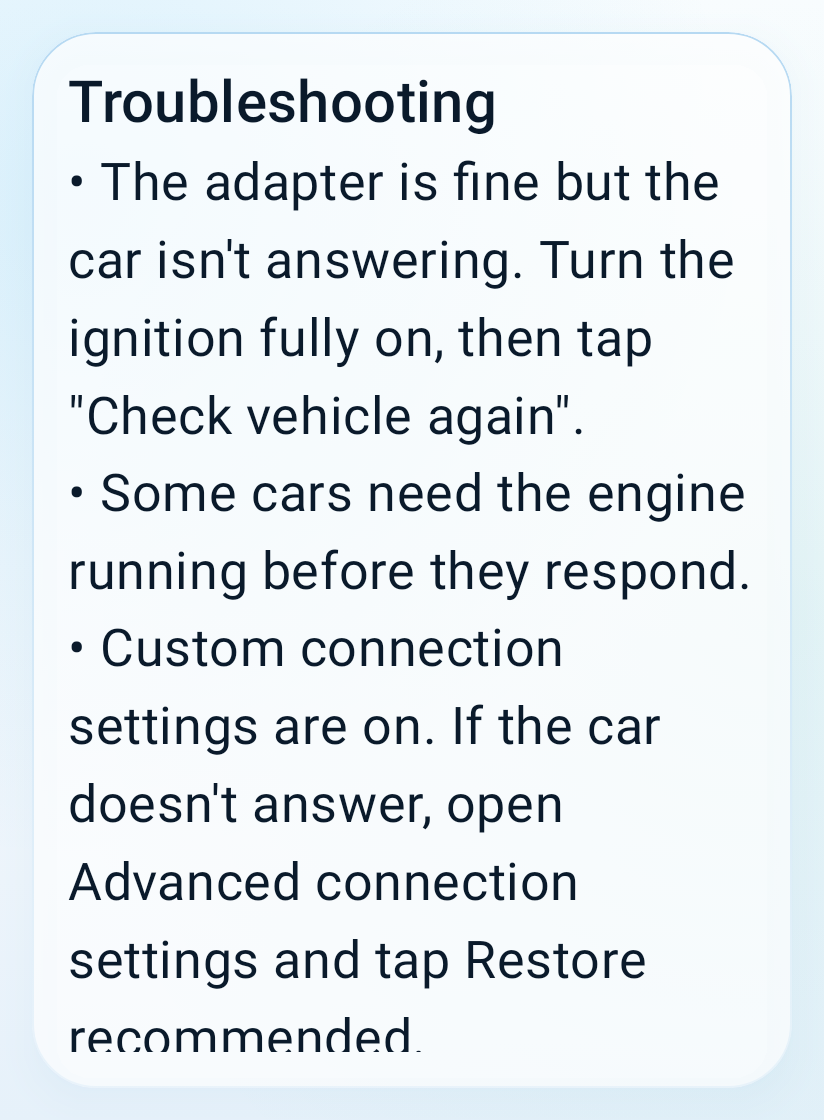 Troubleshooting
• The adapter is fine but the
car isn't answering. Turn the
ignition fully on, then tap
"Check vehicle again".
• Some cars need the engine
running before they respond.
• Custom connection
settings are on. If the car
doesn't answer, open
Advanced connection
settings and tap Restore
recommended.